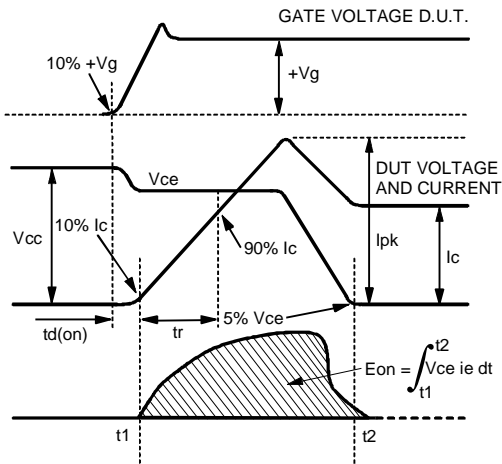 GATE VOLTAGE D.U.T.
10% +Vg
+Vg
DUT VOLTAGE
AND CURRENT
Vce
Vcc
10% Ic
90% Ic
Ipk
Ic
5% Vce
td(on)
tr
Eon = ∫ Vce ie dt
t2
t1
t1
t2